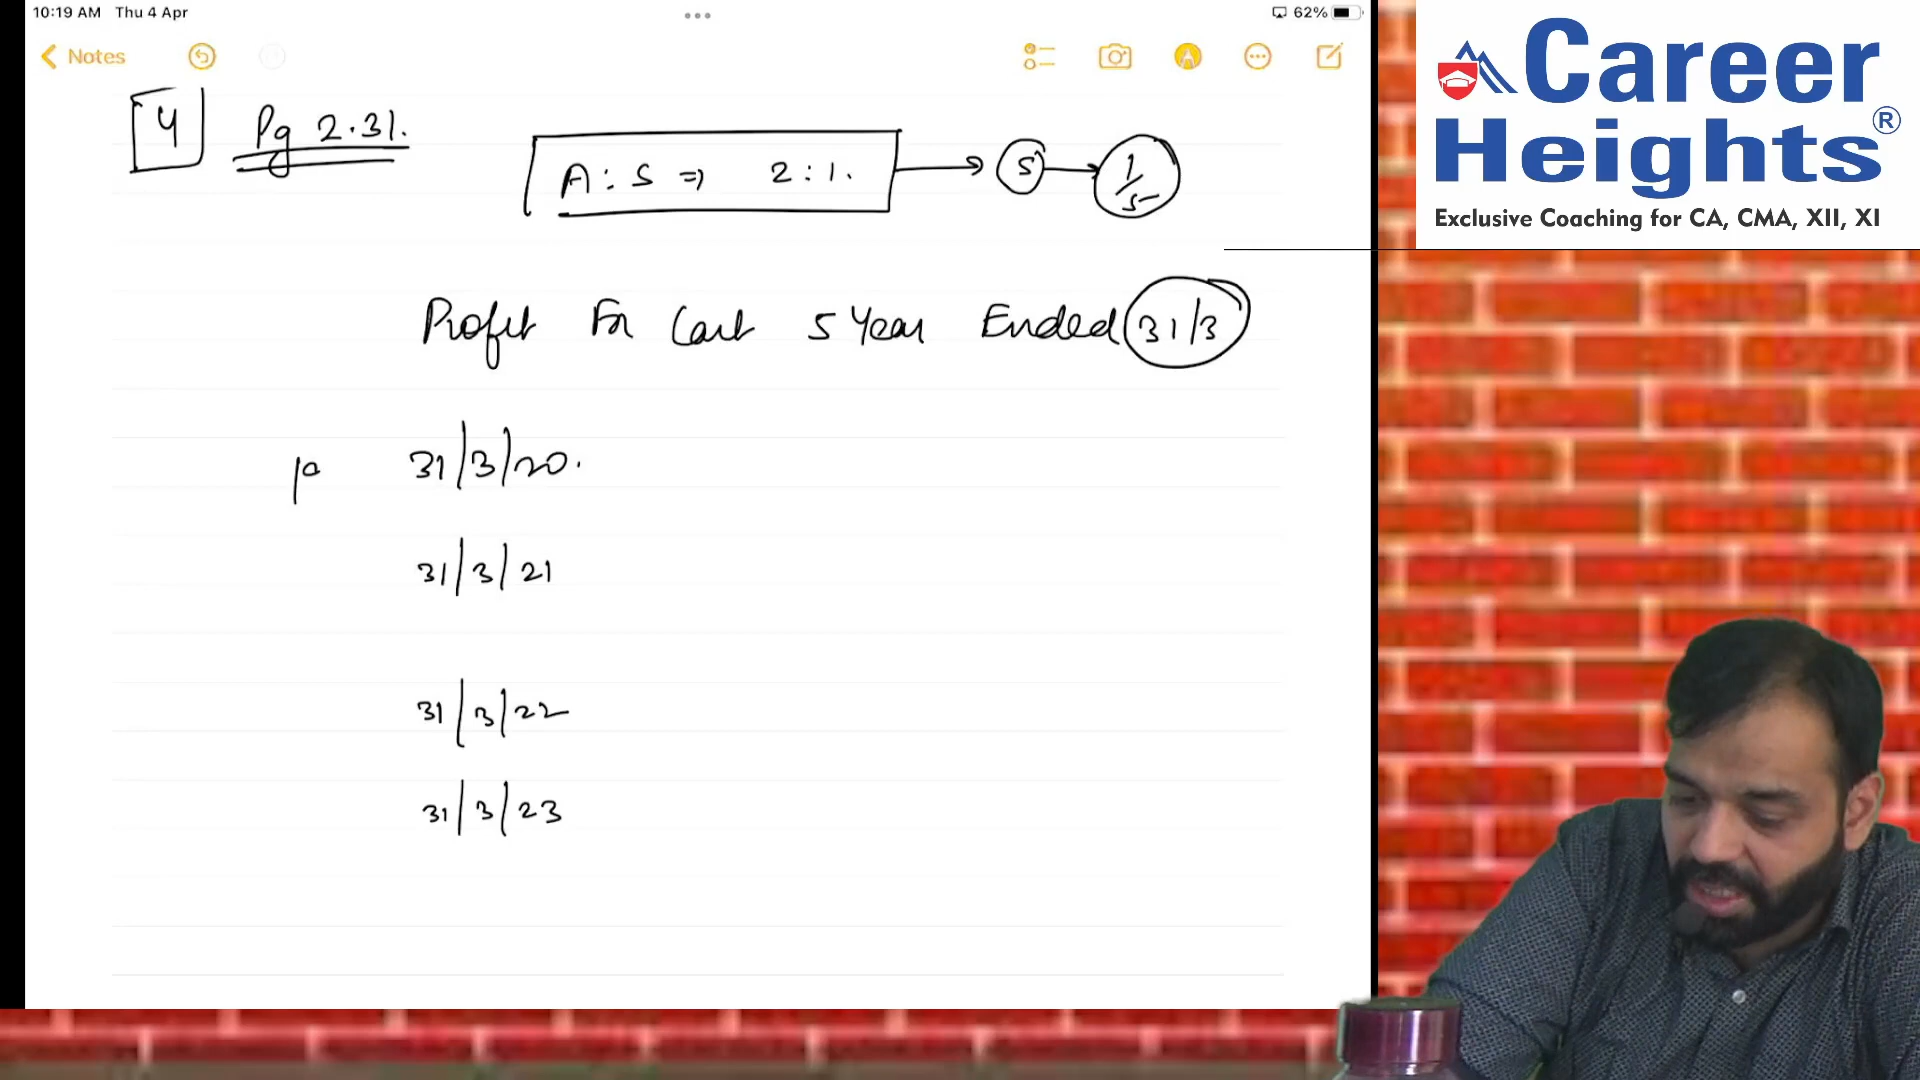 10:19 AM Thu 4 Apr
62%
Notes
Career
Heights®
Exclusive Coaching for CA, CMA, XII, XI
4 Pg 2.31.
A : S ⇒ 2 : 1. → S → 1/5
Profit For Last 5 Year Ended 31/3
31/3/20.
31/3/21
31/3/22
31/3/23